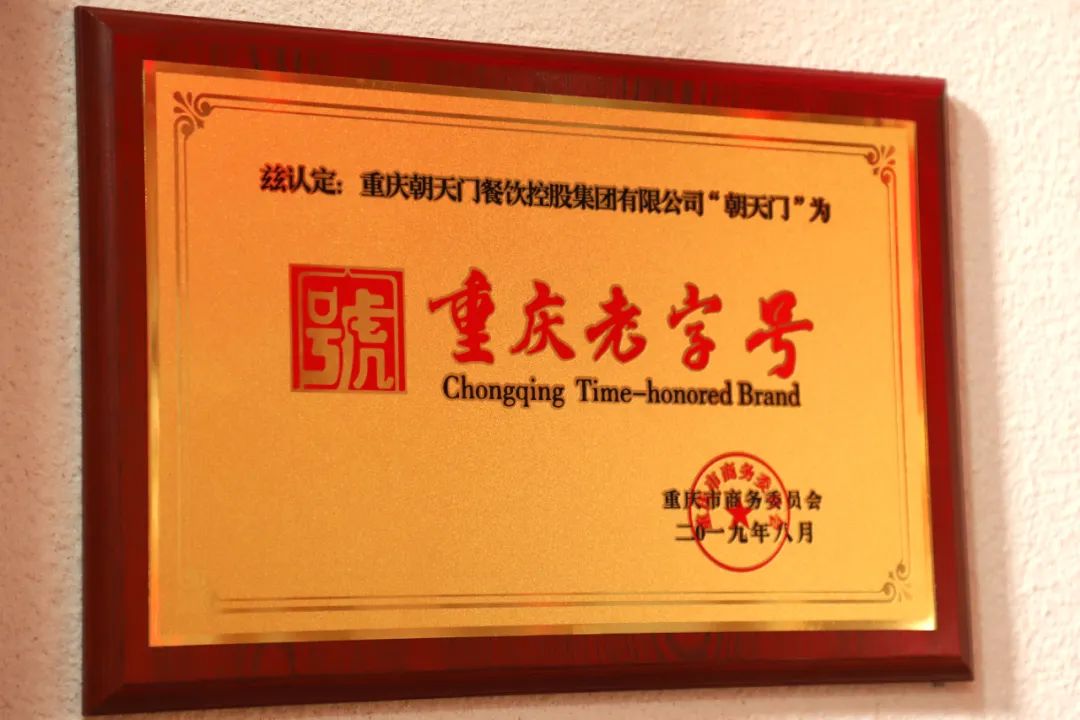 兹认定：重庆朝天门餐饮控股集团有限公司“朝天门”为
號 重庆老字号
Chongqing Time-honored Brand
重庆市商务委员会
二0一九年八月